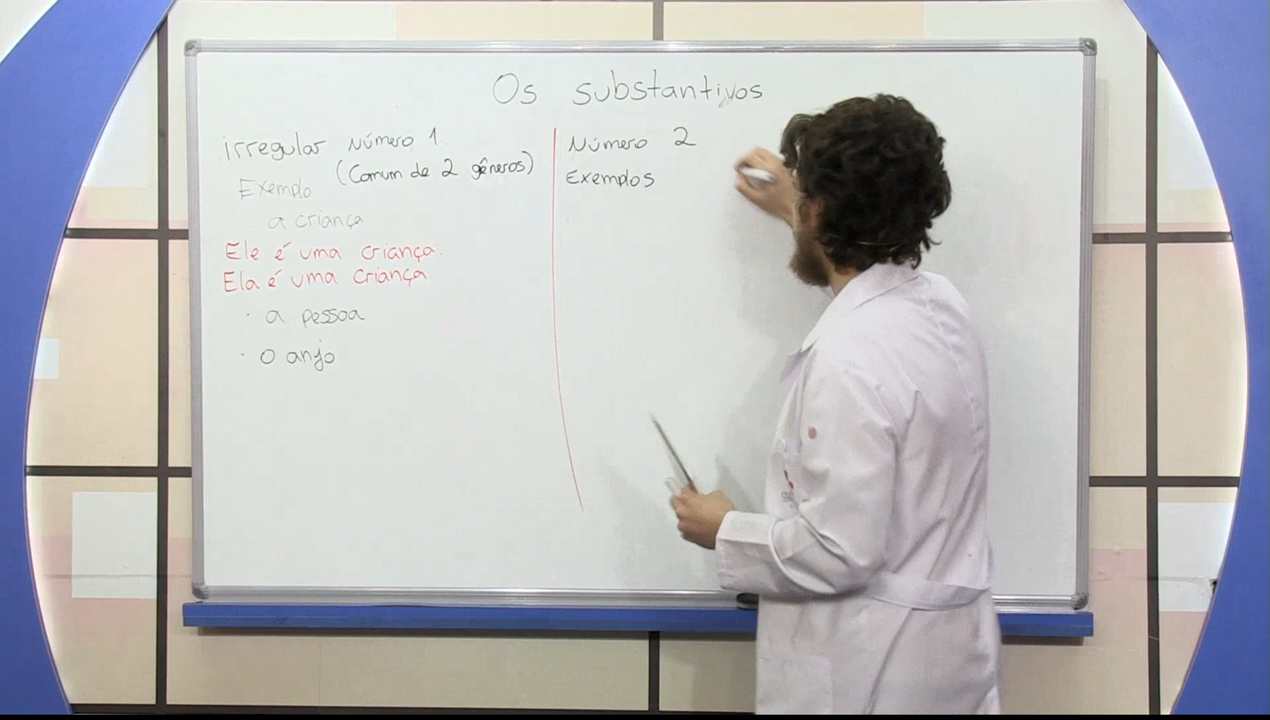 Os substantivos
irregular Número 1
(Comum de 2 gêneros)
Exemplo
a criança
Ele é uma criança.
Ela é uma criança
· a pessoa
· o anjo
Número 2
Exemplos